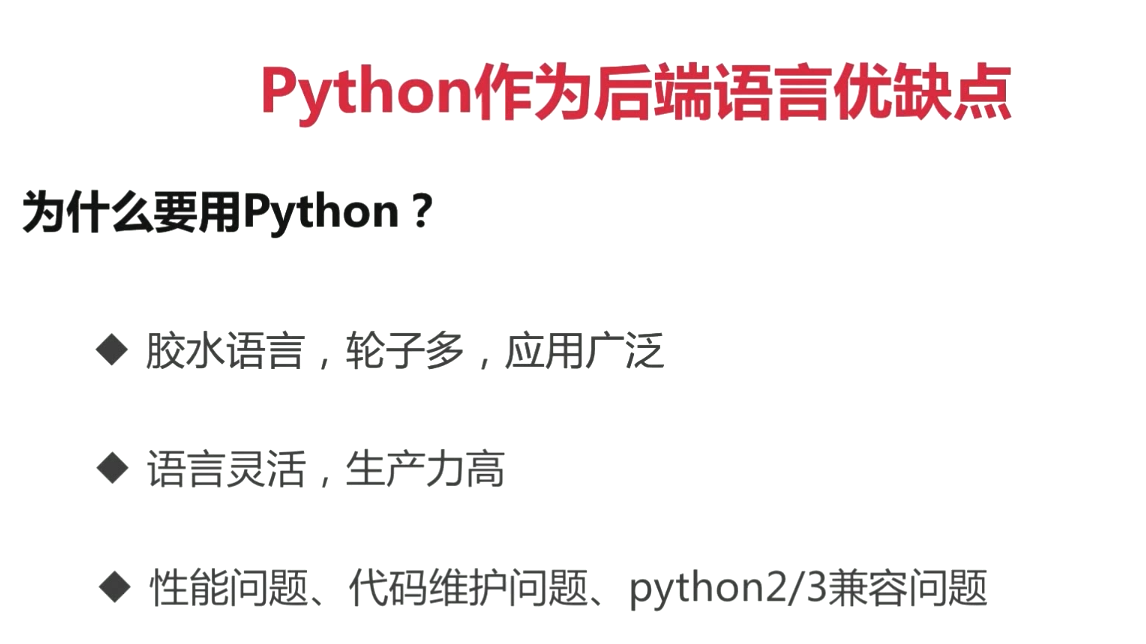 Python作为后端语言优缺点
为什么要用Python？
◆ 胶水语言，轮子多，应用广泛
◆ 语言灵活，生产力高
◆ 性能问题、代码维护问题、python2/3兼容问题